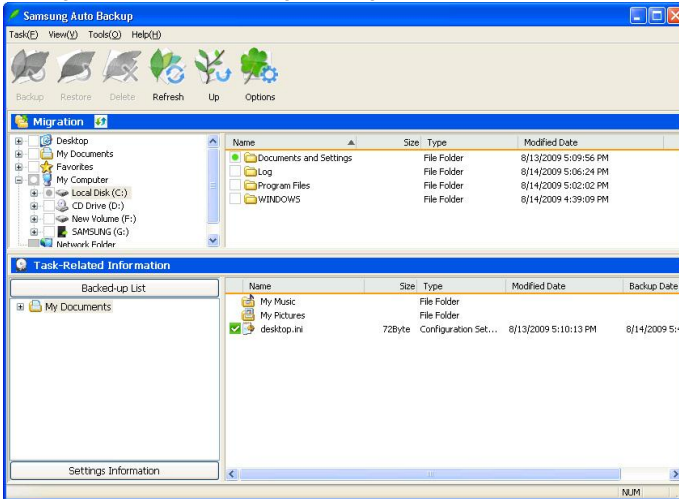 Samsung Auto Backup
Task(F) View(V) Tools(O) Help(H)
Backup Restore Delete Refresh Up Options
Migration
Desktop
My Documents
Favorites
My Computer
Local Disk (C:)
CD Drive (D:)
New Volume (F:)
SAMSUNG (G:)
Network Folder
Name Size Type Modified Date
Documents and Settings File Folder 8/13/2009 5:09:56 PM
Log File Folder 8/14/2009 5:06:24 PM
Program Files File Folder 8/14/2009 5:02:02 PM
WINDOWS File Folder 8/14/2009 4:39:09 PM
Task-Related Information
Backed-up List
My Documents
Settings Information
Name Size Type Modified Date Backup Date
My Music File Folder
My Pictures File Folder
desktop.ini 72Byte Configuration Set... 8/13/2009 5:10:13 PM 8/14/2009 5:4
NUM